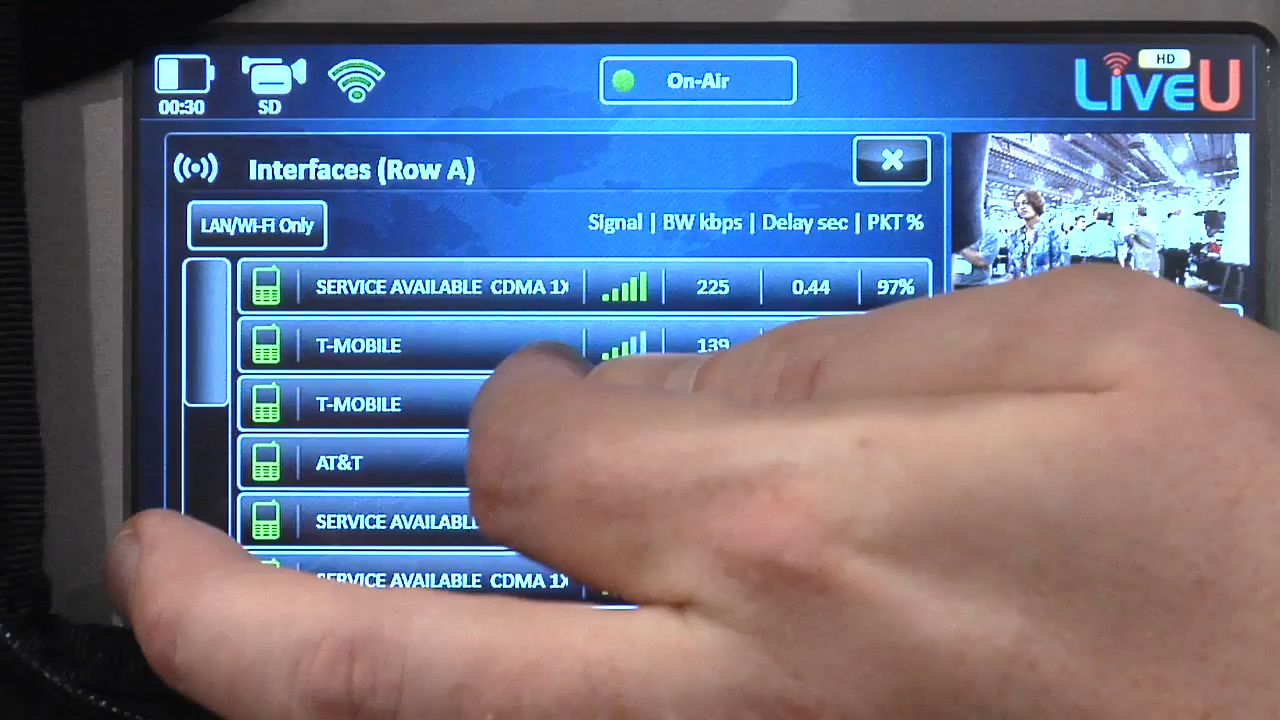 00:30
SD
On-Air
HD
LiveU
Interfaces (Row A)
LAN/Wi-Fi Only
Signal | BW kbps | Delay sec | PKT %
SERVICE AVAILABLE CDMA 1X 225 0.44 97%
T-MOBILE 139
T-MOBILE
AT&T
SERVICE AVAILABLE
SERVICE AVAILABLE CDMA 1X